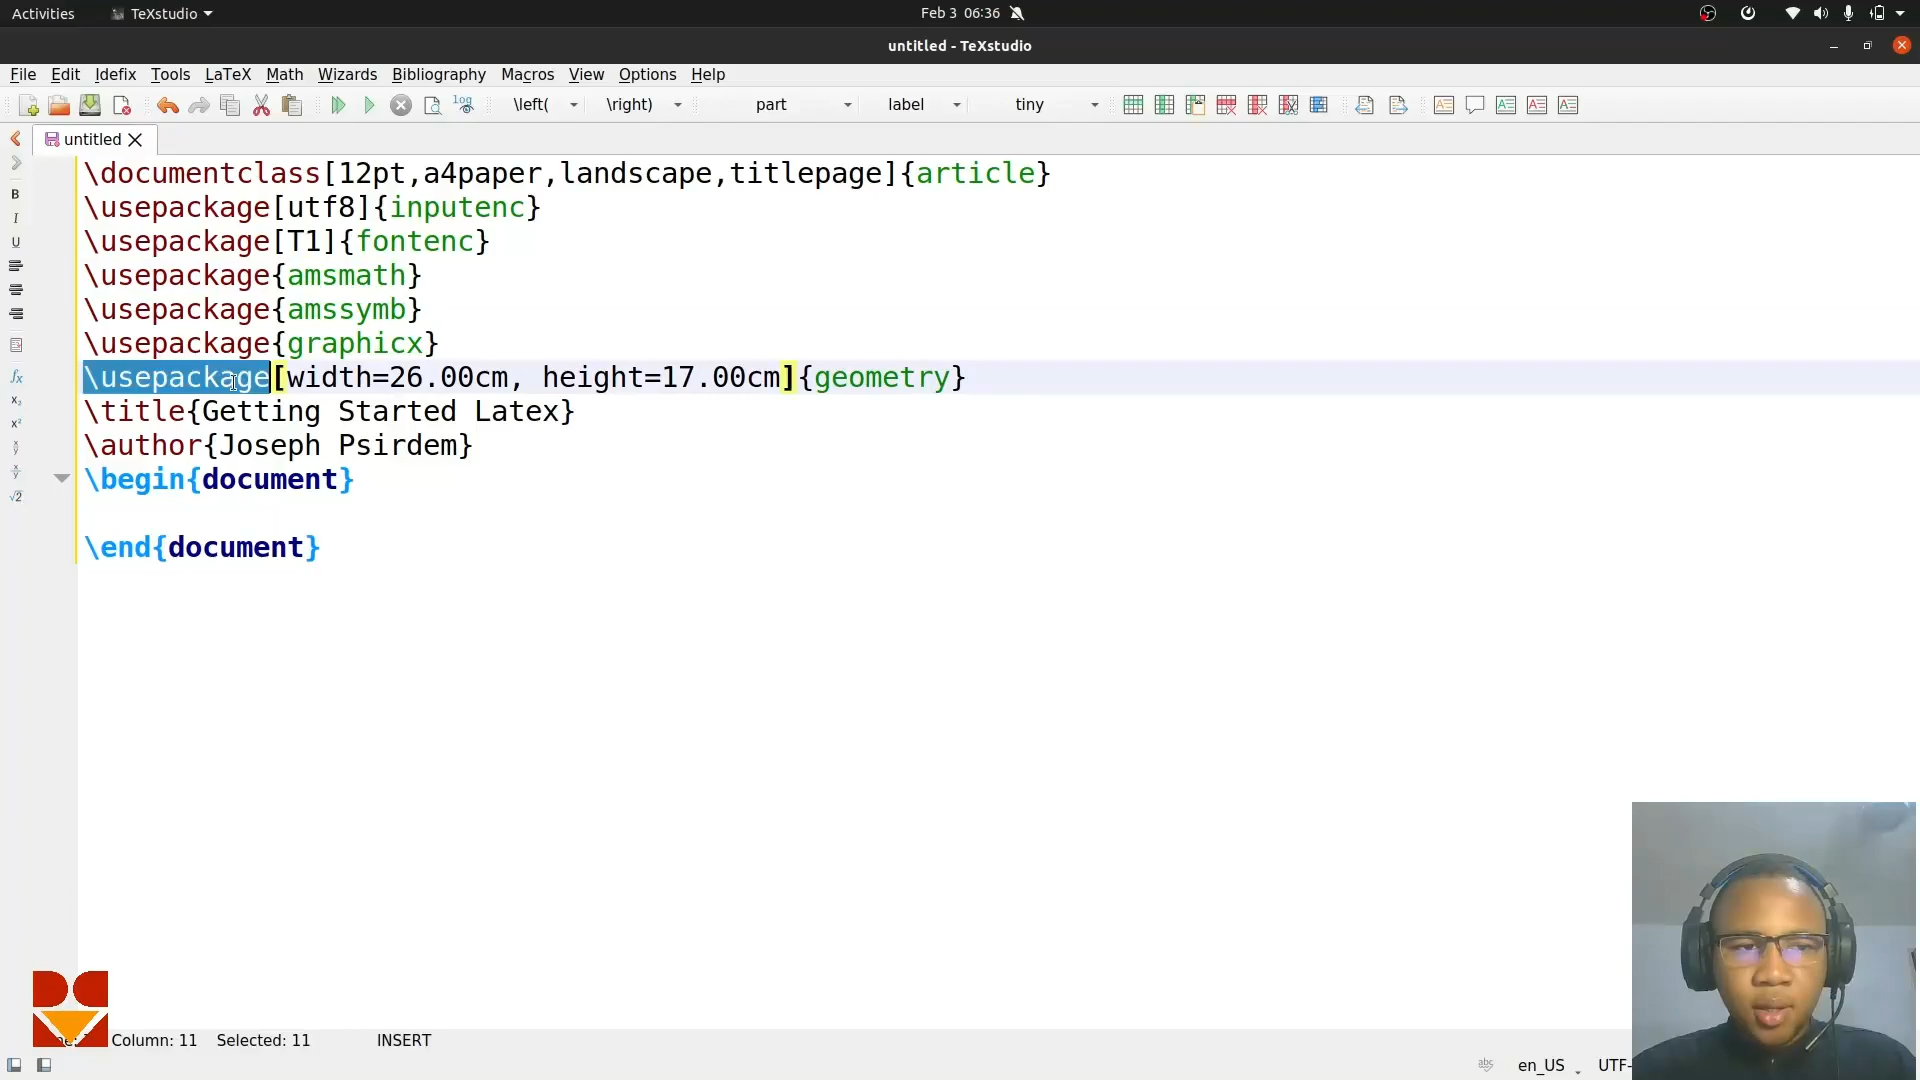 Activities TeXstudio Feb 3 06:36
untitled - TeXstudio
File Edit Idefix Tools LaTeX Math Wizards Bibliography Macros View Options Help
log \left( \right) part label tiny
untitled
\documentclass[12pt,a4paper,landscape,titlepage]{article}
\usepackage[utf8]{inputenc}
\usepackage[T1]{fontenc}
\usepackage{amsmath}
\usepackage{amssymb}
\usepackage{graphicx}
\usepackage[width=26.00cm, height=17.00cm]{geometry}
\title{Getting Started Latex}
\author{Joseph Psirdem}
\begin{document}
\end{document}
B
I
U
Column: 11 Selected: 11 INSERT
abc en_US UTF-